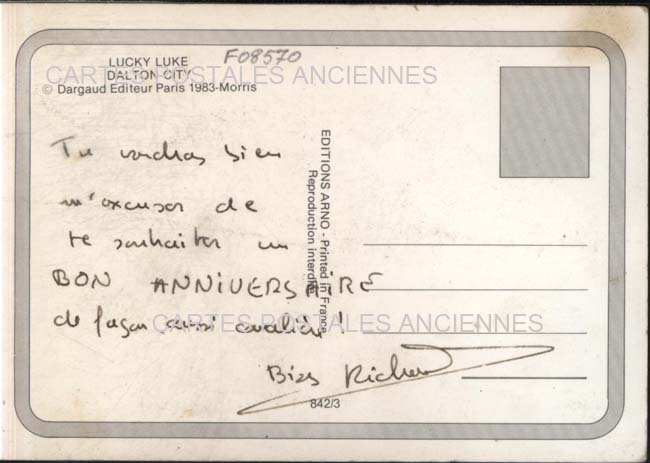 LUCKY LUKE
F08570
DALTON-CITY
CARTES POSTALES ANCIENNES
© Dargaud Editeur Paris 1983-Morris
Tu voudras bien
m'excuser de
te souhaiter un
BON ANNIVERSAIRE
de façon aussi cavalière !
Bises Richard
EDITIONS ARNO - Printed in France
Reproduction interdite
CARTES POSTALES ANCIENNES
842/3